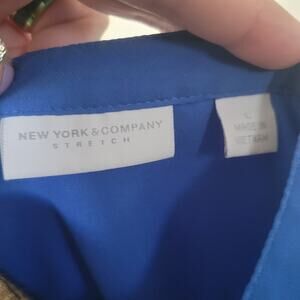 NEW YORK & COMPANY
STRETCH
L
MADE IN
VIETNAM